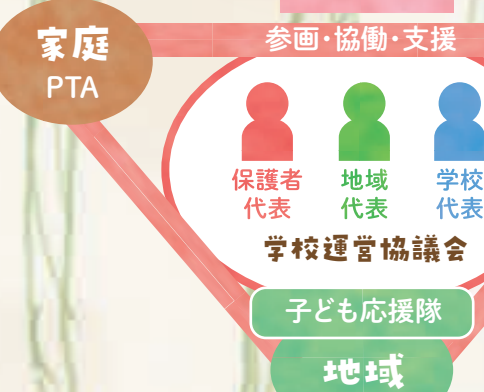 家庭
PTA
参画・協働・支援
保護者
代表
地域
代表
学校
代表
学校運営協議会
子ども応援隊
地域